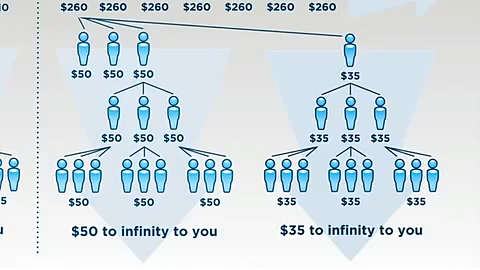 $260 $260 $260 $260 $260 $260 $260
$50 $50 $50
$35
$50 $50 $50
$35 $35 $35
$50 $50 $50
$35 $35 $35
$50 to infinity to you
$35 to infinity to you